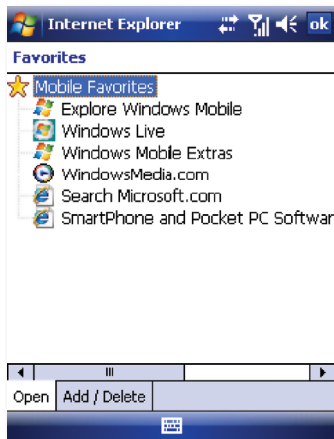 Internet Explorer ok
Favorites
Mobile Favorites
Explore Windows Mobile
Windows Live
Windows Mobile Extras
WindowsMedia.com
Search Microsoft.com
SmartPhone and Pocket PC Softwar
Open Add / Delete